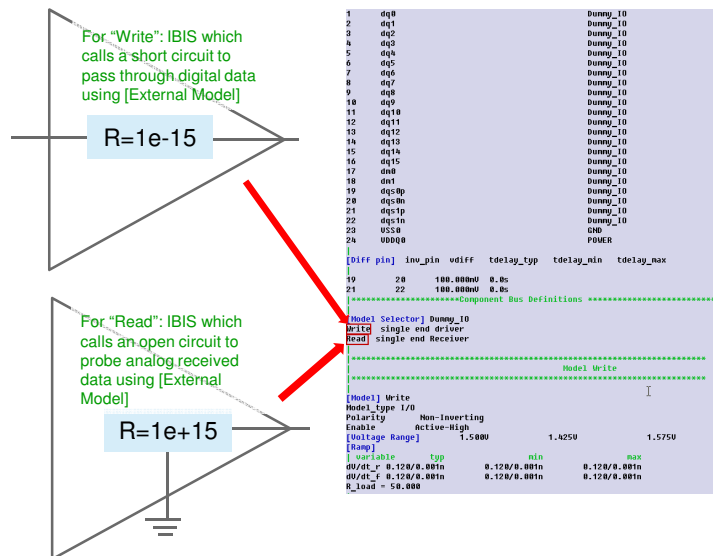 For “Write”: IBIS which
calls a short circuit to
pass through digital data
using [External Model]
R=1e-15
For “Read”: IBIS which
calls an open circuit to
probe analog received
data using [External
Model]
R=1e+15
1 dq0 Dummy_IO
2 dq1 Dummy_IO
3 dq2 Dummy_IO
4 dq3 Dummy_IO
5 dq4 Dummy_IO
6 dq5 Dummy_IO
7 dq6 Dummy_IO
8 dq7 Dummy_IO
9 dq8 Dummy_IO
10 dq9 Dummy_IO
11 dq10 Dummy_IO
12 dq11 Dummy_IO
13 dq12 Dummy_IO
14 dq13 Dummy_IO
15 dq14 Dummy_IO
16 dq15 Dummy_IO
17 dm0 Dummy_IO
18 dm1 Dummy_IO
19 dqs0p Dummy_IO
20 dqs0n Dummy_IO
21 dqs1p Dummy_IO
22 dqs1n Dummy_IO
23 VSS0 GND
24 VDDQ0 POWER
|
[Diff pin] inv_pin vdiff tdelay_typ tdelay_min tdelay_max
|
19 20 100.000mV 0.0s
21 22 100.000mV 0.0s
|*********************Component Bus Definitions ***********************
|
[Model Selector] Dummy_IO
Write single end driver
Read single end Receiver
|
|**********************************************************************
| Model Write
|**********************************************************************
|
[Model] Write
Model_type I/O
Polarity Non-Inverting
Enable Active-High
[Voltage Range] 1.500V 1.425V 1.575V
[Ramp]
| variable typ min max
dV/dt_r 0.120/0.001n 0.120/0.001n 0.120/0.001n
dV/dt_f 0.120/0.001n 0.120/0.001n 0.120/0.001n
R_load = 50.000